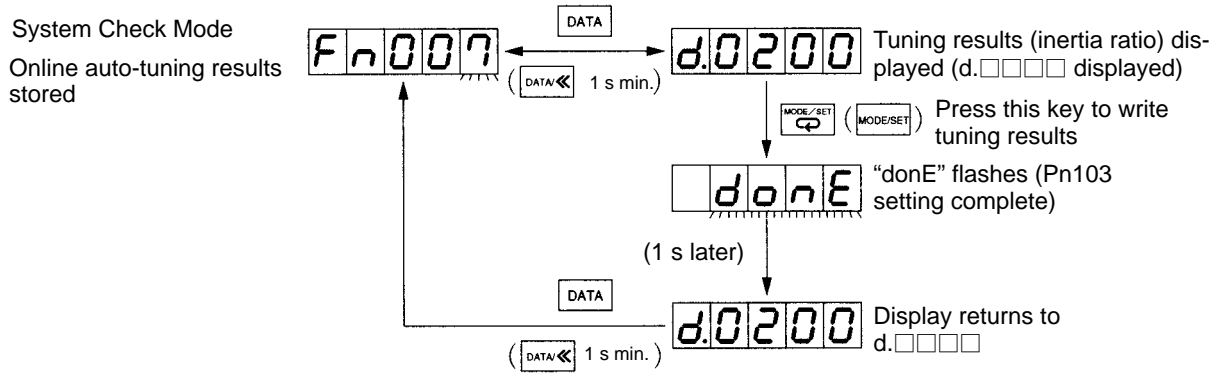 System Check Mode
Online auto-tuning results
stored
Fn007
DATA
( DATA/≪ 1 s min. )
d.0200
Tuning results (inertia ratio) dis-
played (d.□□□□ displayed)
MODE/SET ( MODE/SET )
Press this key to write
tuning results
donE
“donE” flashes (Pn103
setting complete)
(1 s later)
DATA
( DATA/≪ 1 s min. )
d.0200
Display returns to
d.□□□□